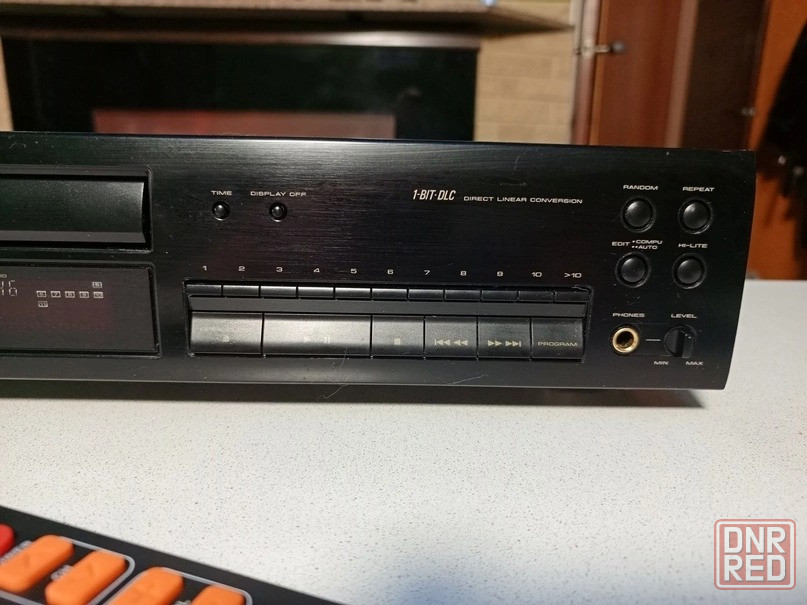 RANDOM REPEAT
TIME DISPLAY OFF 1-BIT·DLC DIRECT LINEAR CONVERSION
EDIT •COMPU ••AUTO HI-LITE
1 2 3 4 5 6 7 8 9 10 >10
PHONES LEVEL
PROGRAM
MIN MAX
DNR
RED